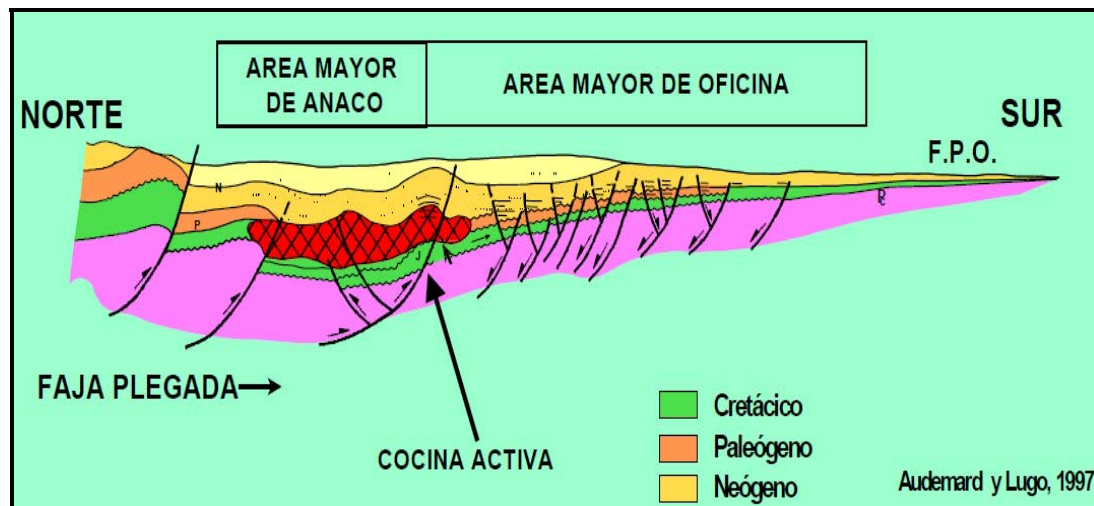 AREA MAYOR
DE ANACO
AREA MAYOR DE OFICINA
NORTE
SUR
F.P.O.
N
P
FAJA PLEGADA
COCINA ACTIVA
Cretácico
Paleógeno
Neógeno
Audemard y Lugo, 1997